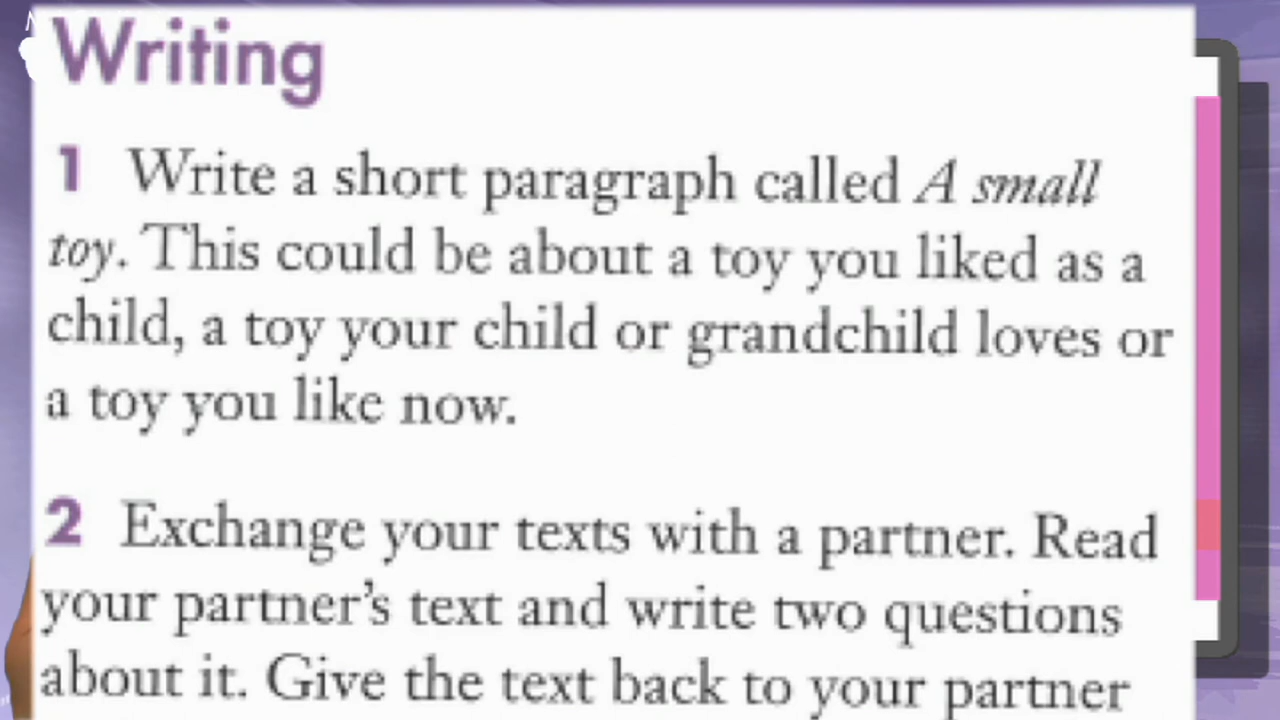 Writing
1 Write a short paragraph called A small
toy. This could be about a toy you liked as a
child, a toy your child or grandchild loves or
a toy you like now.
2 Exchange your texts with a partner. Read
your partner's text and write two questions
about it. Give the text back to your partner